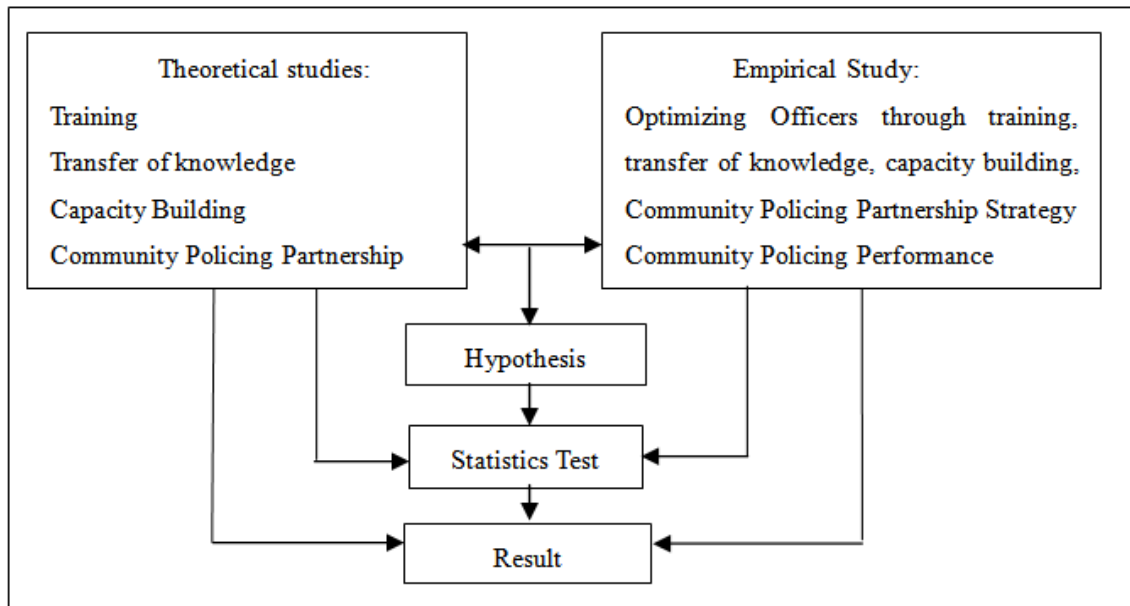 Theoretical studies:
Training
Transfer of knowledge
Capacity Building
Community Policing Partnership
Empirical Study:
Optimizing Officers through training,
transfer of knowledge, capacity building,
Community Policing Partnership Strategy
Community Policing Performance
Hypothesis
Statistics Test
Result